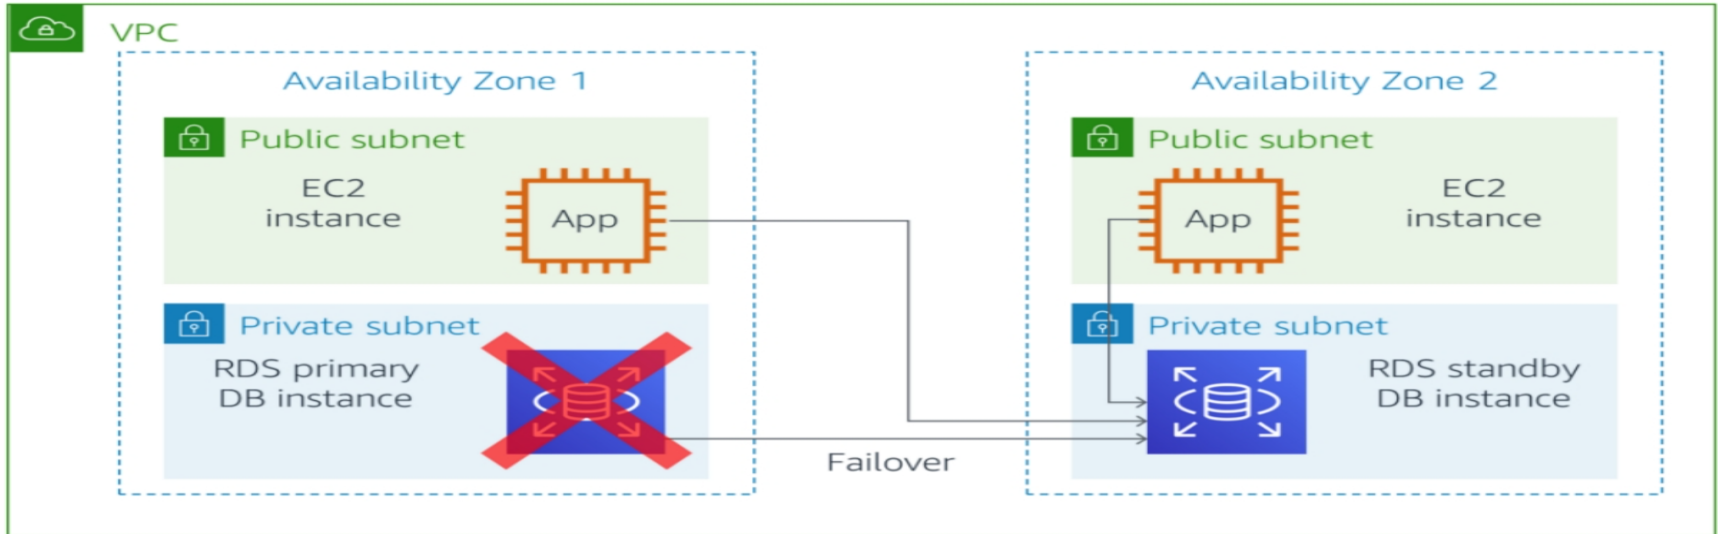 VPC
Availability Zone 1
Public subnet
EC2
instance
App
Private subnet
RDS primary
DB instance
Failover
Availability Zone 2
Public subnet
App
EC2
instance
Private subnet
RDS standby
DB instance